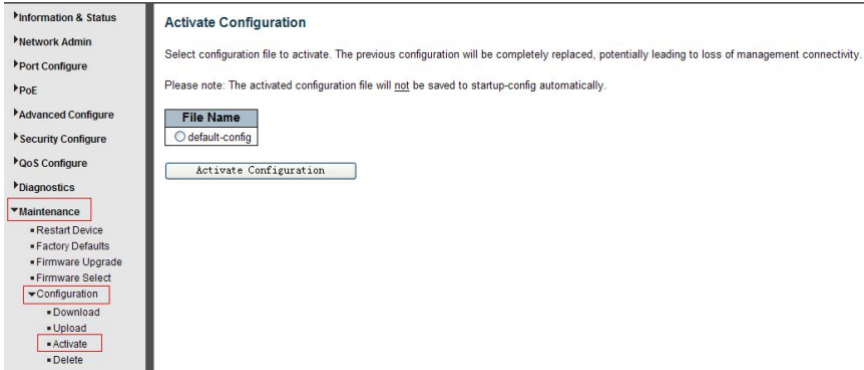 Information & Status
Network Admin
Port Configure
PoE
Advanced Configure
Security Configure
QoS Configure
Diagnostics
Maintenance
Restart Device
Factory Defaults
Firmware Upgrade
Firmware Select
Configuration
Download
Upload
Activate
Delete
Activate Configuration
Select configuration file to activate. The previous configuration will be completely replaced, potentially leading to loss of management connectivity.
Please note: The activated configuration file will not be saved to startup-config automatically.
File Name
default-config
Activate Configuration